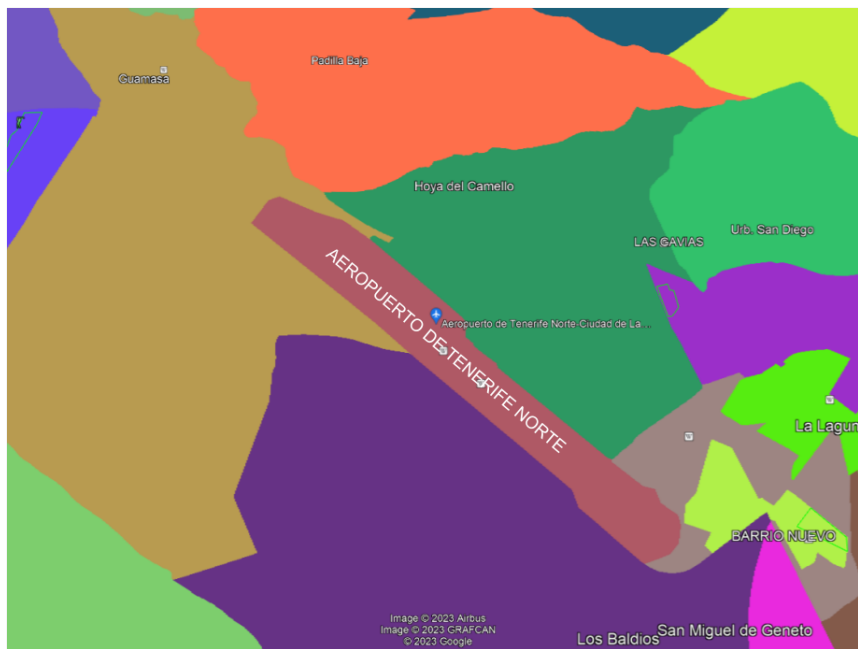 Padilla Baja
Guamasa
Hoya del Camello
Urb. San Diego
LAS GAVIAS
AEROPUERTO DE TENERIFE NORTE
Aeropuerto de Tenerife Norte-Ciudad de La ...
La Lagun
BARRIO NUEVO
Image © 2023 Airbus
Image © 2023 GRAFCAN
© 2023 Google
San Miguel de Geneto
Los Baldios